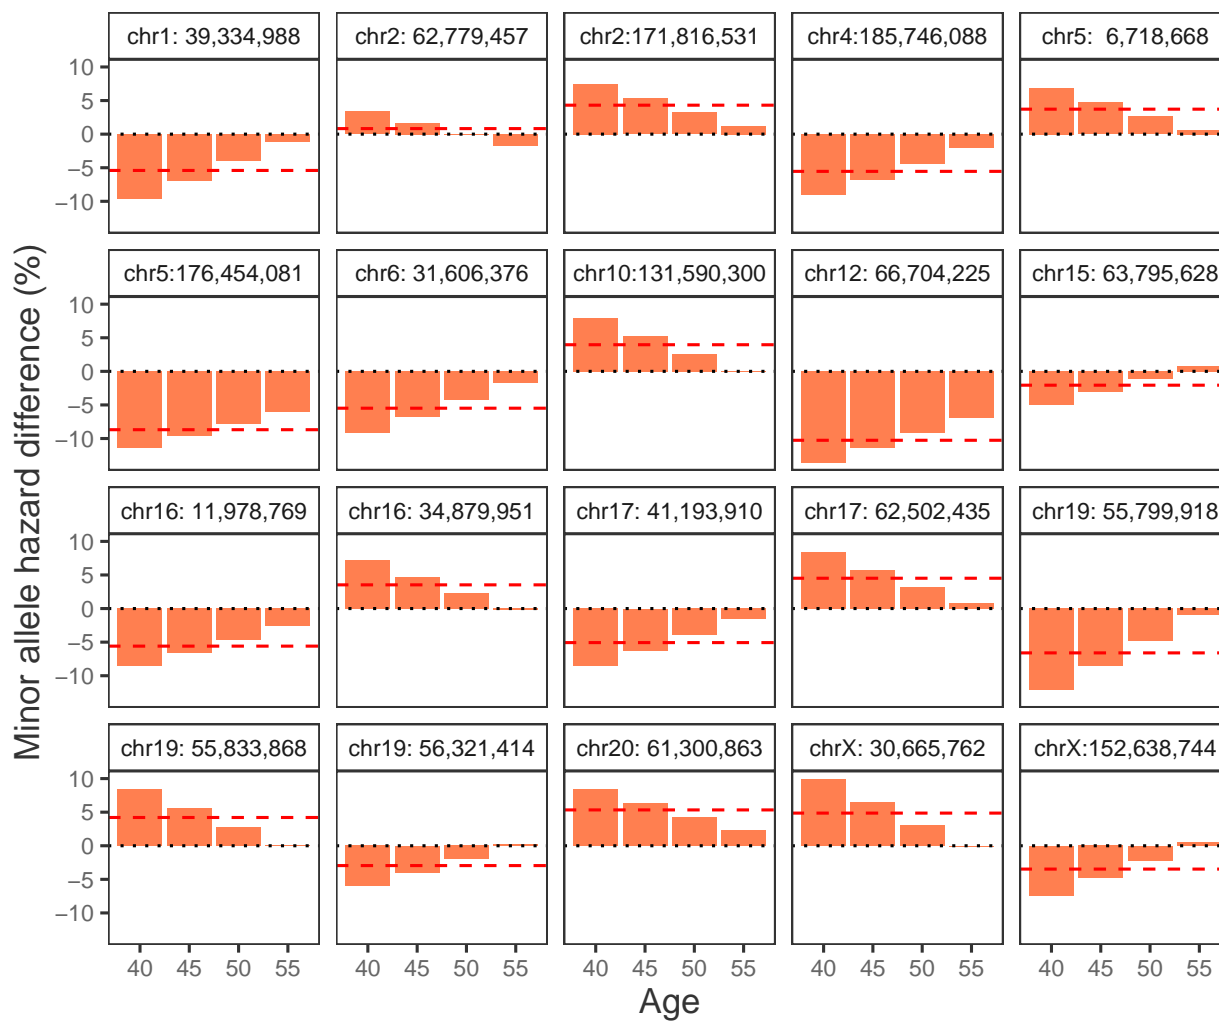 chr1: 39,334,988
chr2: 62,779,457
chr2:171,816,531
chr4:185,746,088
chr5:  6,718,668
10
5
0
−5
−10
chr5:176,454,081
chr6: 31,606,376
chr10:131,590,300
chr12: 66,704,225
chr15: 63,795,628
10
5
0
−5
−10
chr16: 11,978,769
chr16: 34,879,951
chr17: 41,193,910
chr17: 62,502,435
chr19: 55,799,918
10
5
0
−5
−10
chr19: 55,833,868
chr19: 56,321,414
chr20: 61,300,863
chrX: 30,665,762
chrX:152,638,744
10
5
0
−5
−10
40 45 50 55
40 45 50 55
40 45 50 55
40 45 50 55
40 45 50 55
Age
Minor allele hazard difference (%)